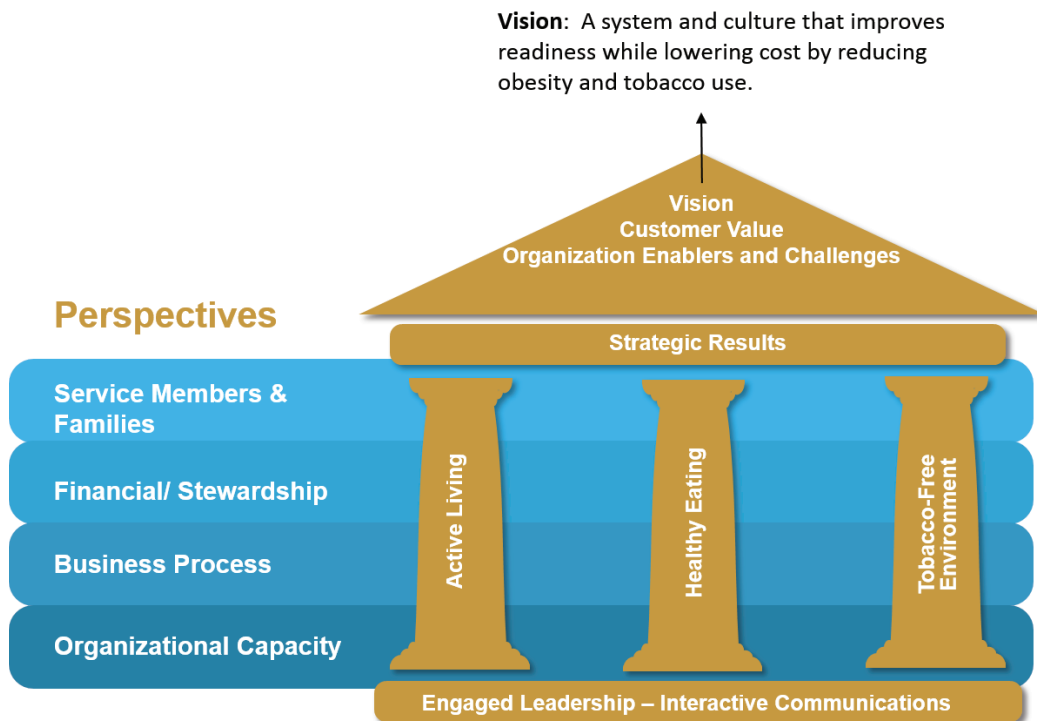 Vision:  A system and culture that improves
readiness while lowering cost by reducing
obesity and tobacco use.
Vision
Customer Value
Organization Enablers and Challenges
Perspectives
Strategic Results
Service Members &
Families
Financial/ Stewardship
Business Process
Organizational Capacity
Active Living
Healthy Eating
Tobacco-Free
Environment
Engaged Leadership – Interactive Communications